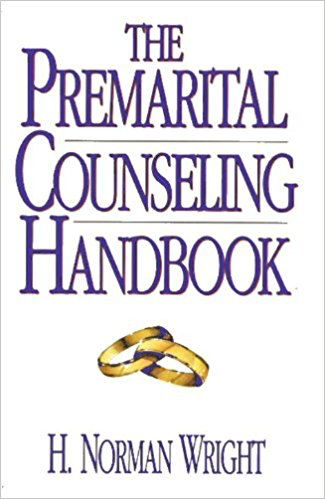 THE
PREMARITAL
COUNSELING
HANDBOOK
H. NORMAN WRIGHT